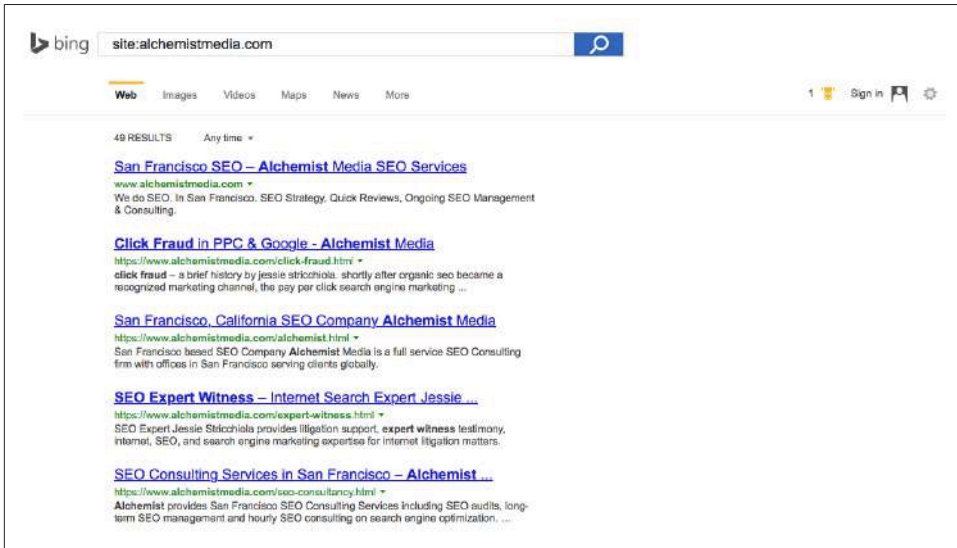 bing site:alchemistmedia.com
Web Images Videos Maps News More 1 Sign in
49 RESULTS Any time
San Francisco SEO – Alchemist Media SEO Services
www.alchemistmedia.com
We do SEO. In San Francisco. SEO Strategy, Quick Reviews, Ongoing SEO Management
& Consulting.
Click Fraud in PPC & Google - Alchemist Media
https://www.alchemistmedia.com/click-fraud.html
click fraud – a brief history by jessie stricchiola. shortly after organic seo became a
recognized marketing channel, the pay per click search engine marketing ...
San Francisco, California SEO Company Alchemist Media
https://www.alchemistmedia.com/alchemist.html
San Francisco based SEO Company Alchemist Media is a full service SEO Consulting
firm with offices in San Francisco serving clients globally.
SEO Expert Witness – Internet Search Expert Jessie ...
https://www.alchemistmedia.com/expert-witness.html
SEO Expert Jessie Stricchiola provides litigation support, expert witness testimony,
internet, SEO, and search engine marketing expertise for internet litigation matters.
SEO Consulting Services in San Francisco – Alchemist ...
https://www.alchemistmedia.com/seo-consultancy.html
Alchemist provides San Francisco SEO Consulting Services including SEO audits, long-
term SEO management and hourly SEO consulting on search engine optimization. ...